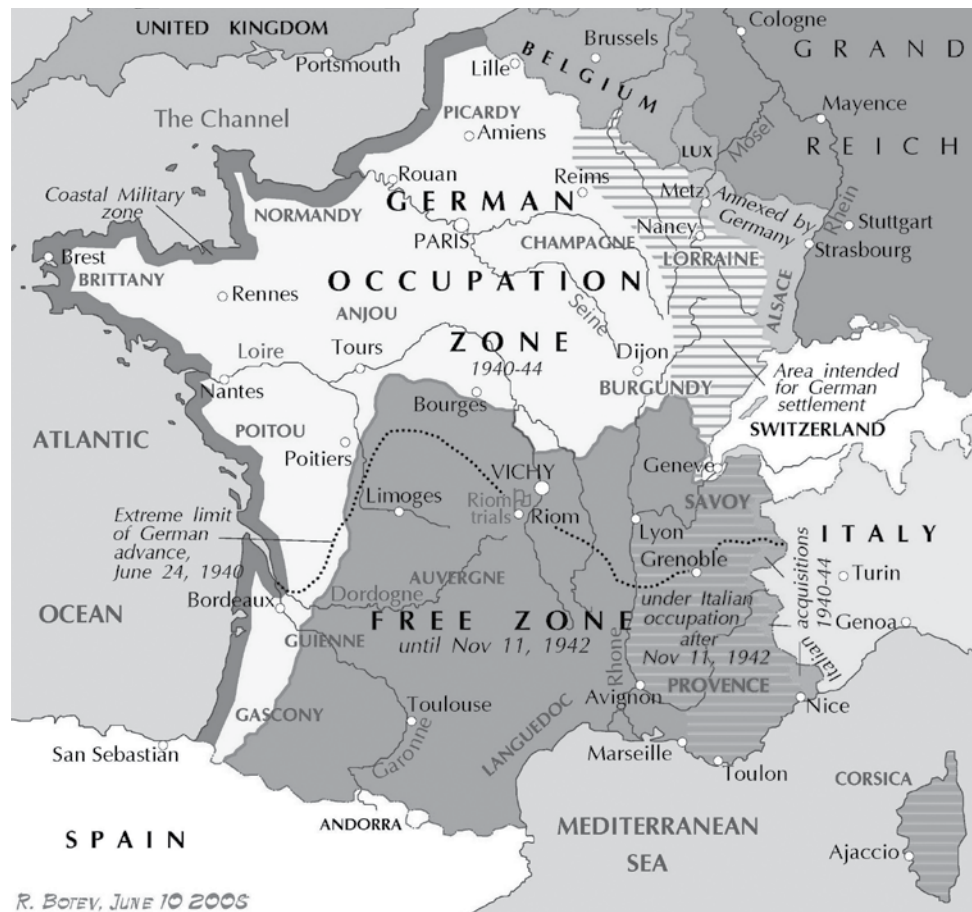 UNITED KINGDOM
Portsmouth
Cologne
Brussels
GRAND
Lille
BELGIUM
PICARDY
Amiens
Mayence
The Channel
Mosel
REICH
LUX
Rouan
Reims
Metz
Annexed by
Germany
Rhein
Coastal Military
zone
NORMANDY
GERMAN
Stuttgart
PARIS
CHAMPAGNE
Nancy
Strasbourg
LORRAINE
Brest
BRITTANY
OCCUPATION
ALSACE
Rennes
ANJOU
Seine
Loire
Tours
ZONE
1940-44
Dijon
Area intended
for German
settlement
Nantes
Bourges
BURGUNDY
SWITZERLAND
ATLANTIC
POITOU
Poitiers
Geneve
VICHY
Limoges
Riom
trials
Riom
SAVOY
Extreme limit
of German
advance,
June 24, 1940
Lyon
Grenoble
ITALY
Italian acquisitions
1940-44
Turin
AUVERGNE
Dordogne
OCEAN
Bordeaux
FREE ZONE
until Nov 11, 1942
under Italian
occupation
after
Nov 11, 1942
Genoa
GUIENNE
Rhone
PROVENCE
Avignon
Nice
GASCONY
Toulouse
LANGUEDOC
San Sebastian
Garonne
Marseille
Toulon
CORSICA
ANDORRA
MEDITERRANEAN
SEA
SPAIN
Ajaccio
R. BOTEV, JUNE 10 2008